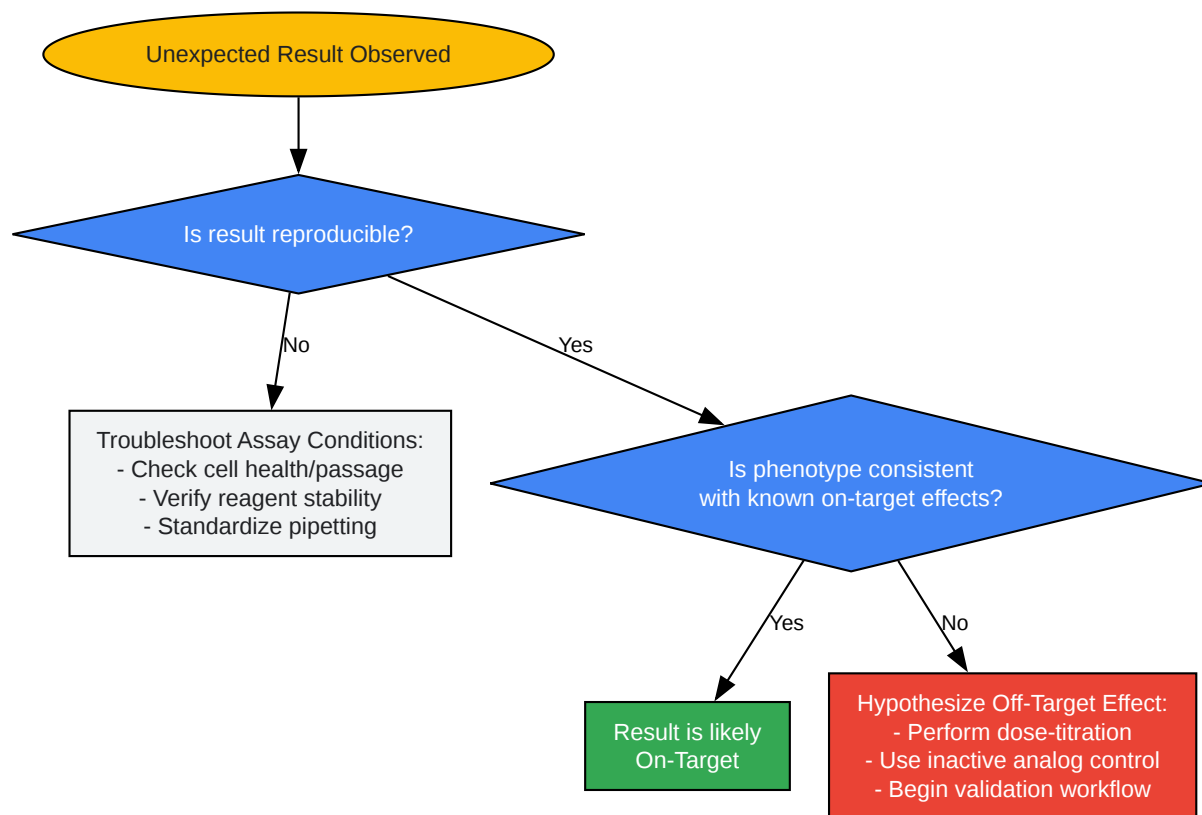 Unexpected Result Observed
Is result reproducible?
No
Yes
Troubleshoot Assay Conditions:
- Check cell health/passage
- Verify reagent stability
- Standardize pipetting
Is phenotype consistent
with known on-target effects?
Yes
No
Result is likely
On-Target
Hypothesize Off-Target Effect:
- Perform dose-titration
- Use inactive analog control
- Begin validation workflow